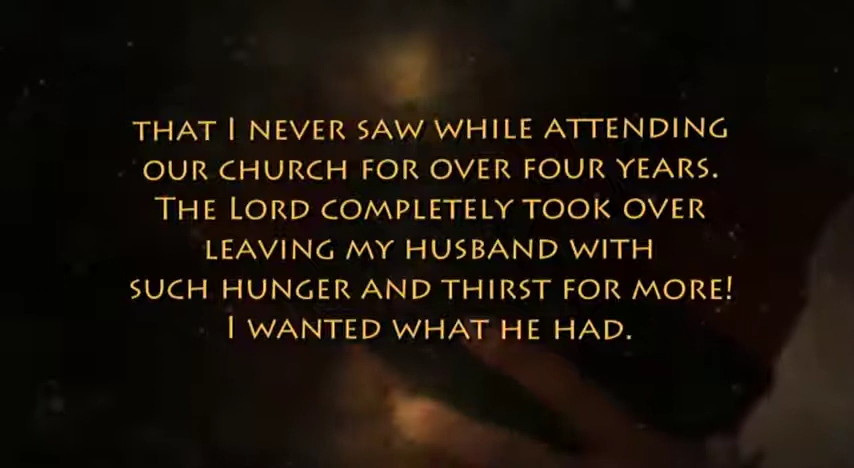 THAT I NEVER SAW WHILE ATTENDING
OUR CHURCH FOR OVER FOUR YEARS.
THE LORD COMPLETELY TOOK OVER
LEAVING MY HUSBAND WITH
SUCH HUNGER AND THIRST FOR MORE!
I WANTED WHAT HE HAD.